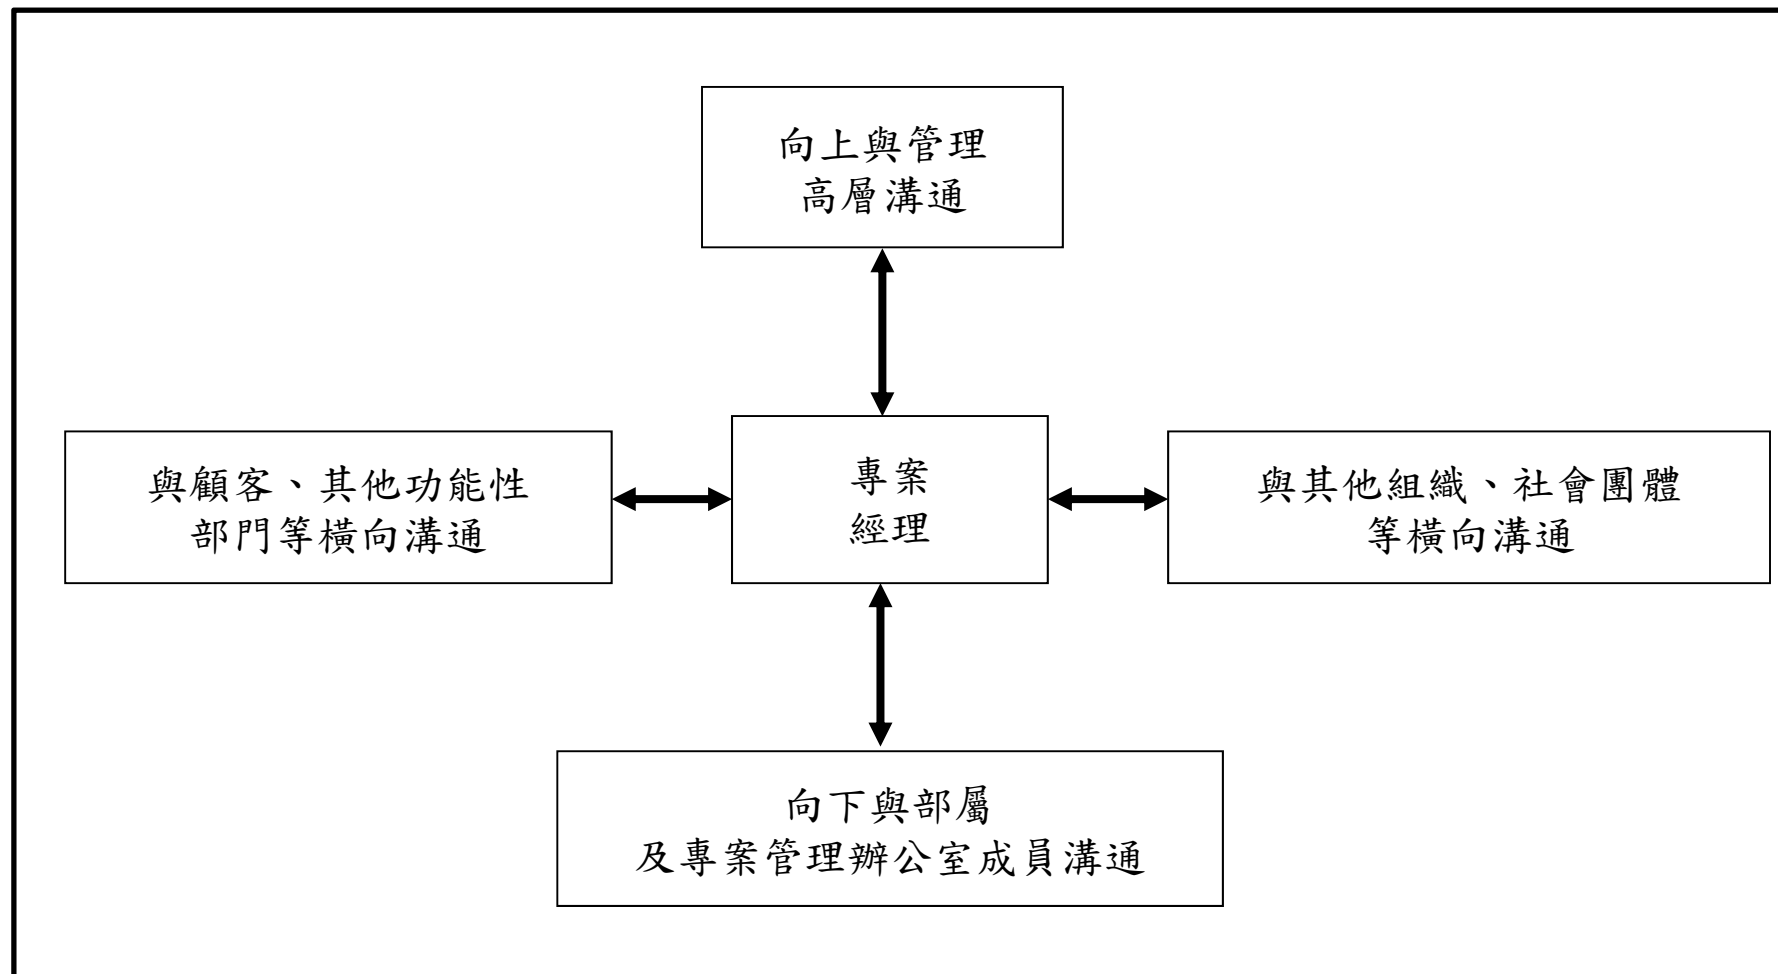 向上與管理
高層溝通
與顧客、其他功能性
部門等橫向溝通
專案
經理
與其他組織、社會團體
等橫向溝通
向下與部屬
及專案管理辦公室成員溝通